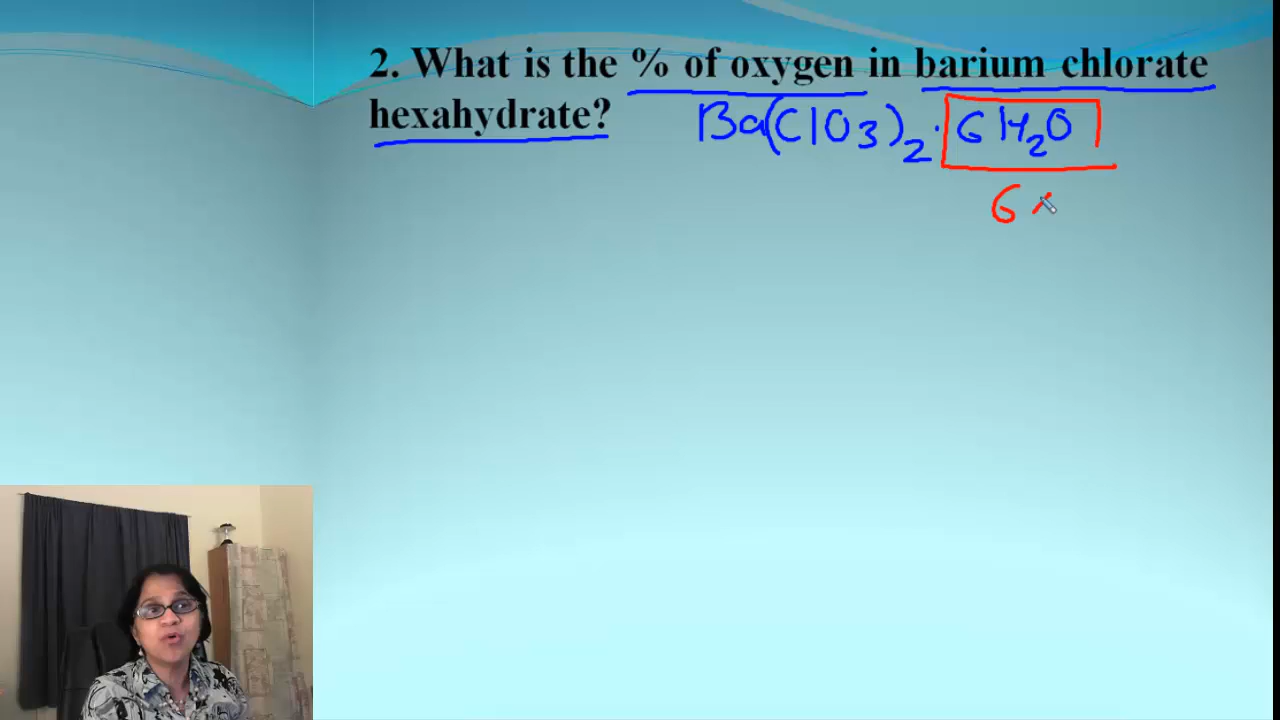 2. What is the % of oxygen in barium chlorate
hexahydrate? Ba(ClO3)2 · 6H2O
6 ×